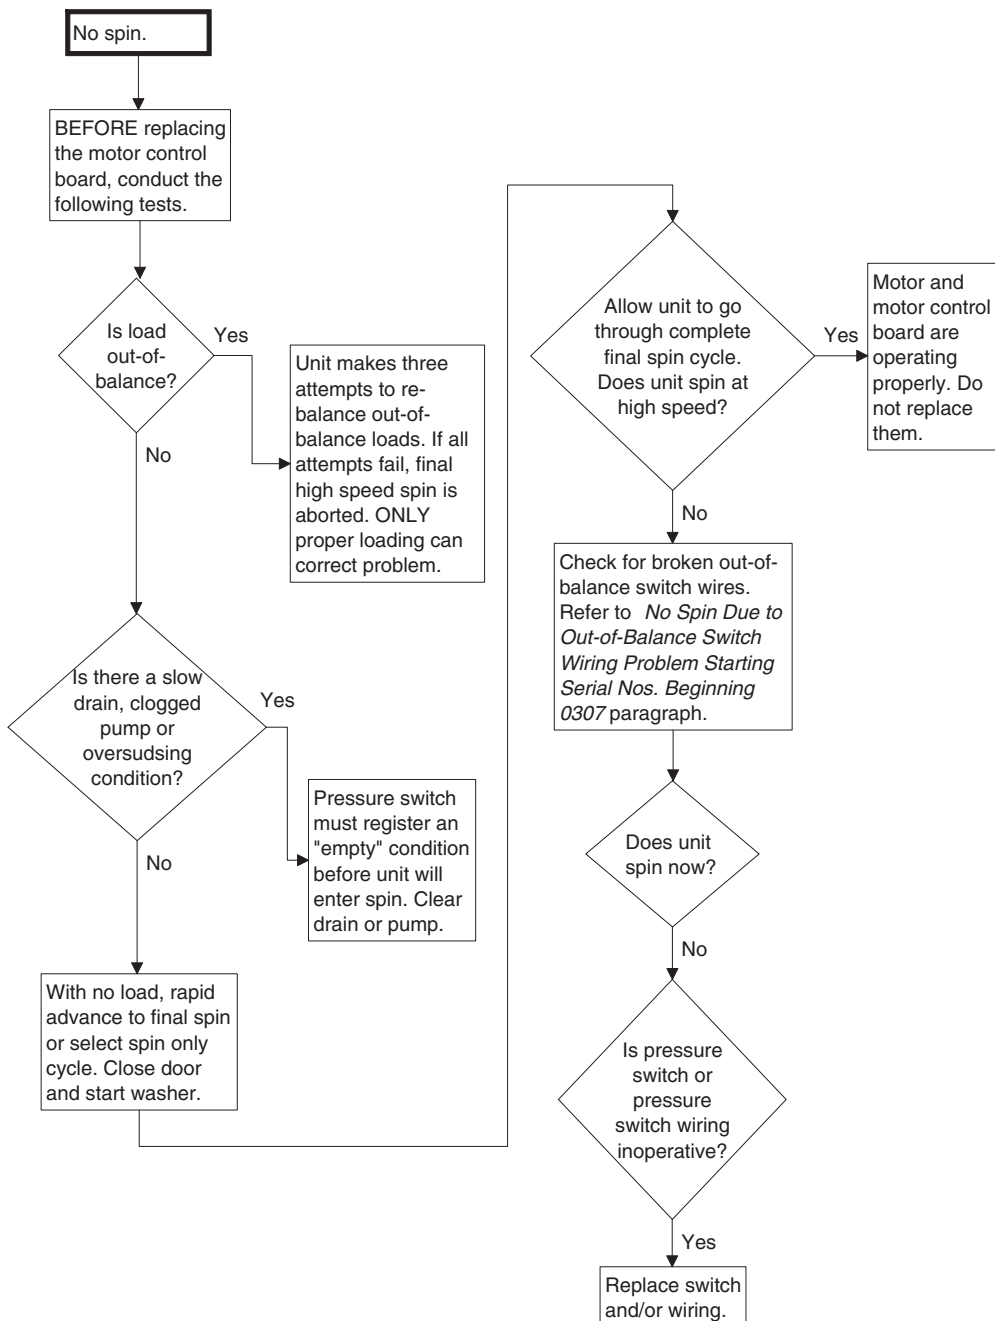 No spin.
BEFORE replacing
the motor control
board, conduct the
following tests.
Is load
out-of-
balance?
Yes
Unit makes three
attempts to re-
balance out-of-
balance loads. If all
attempts fail, final
high speed spin is
aborted. ONLY
proper loading can
correct problem.
No
Is there a slow
drain, clogged
pump or
oversudsing
condition?
Yes
Pressure switch
must register an
"empty" condition
before unit will
enter spin. Clear
drain or pump.
No
With no load, rapid
advance to final spin
or select spin only
cycle. Close door
and start washer.
Allow unit to go
through complete
final spin cycle.
Does unit spin at
high speed?
Yes
Motor and
motor control
board are
operating
properly. Do
not replace
them.
No
Check for broken out-of-
balance switch wires.
Refer to No Spin Due to
Out-of-Balance Switch
Wiring Problem Starting
Serial Nos. Beginning
0307 paragraph.
Does unit
spin now?
No
Is pressure
switch or
pressure
switch wiring
inoperative?
Yes
Replace switch
and/or wiring.